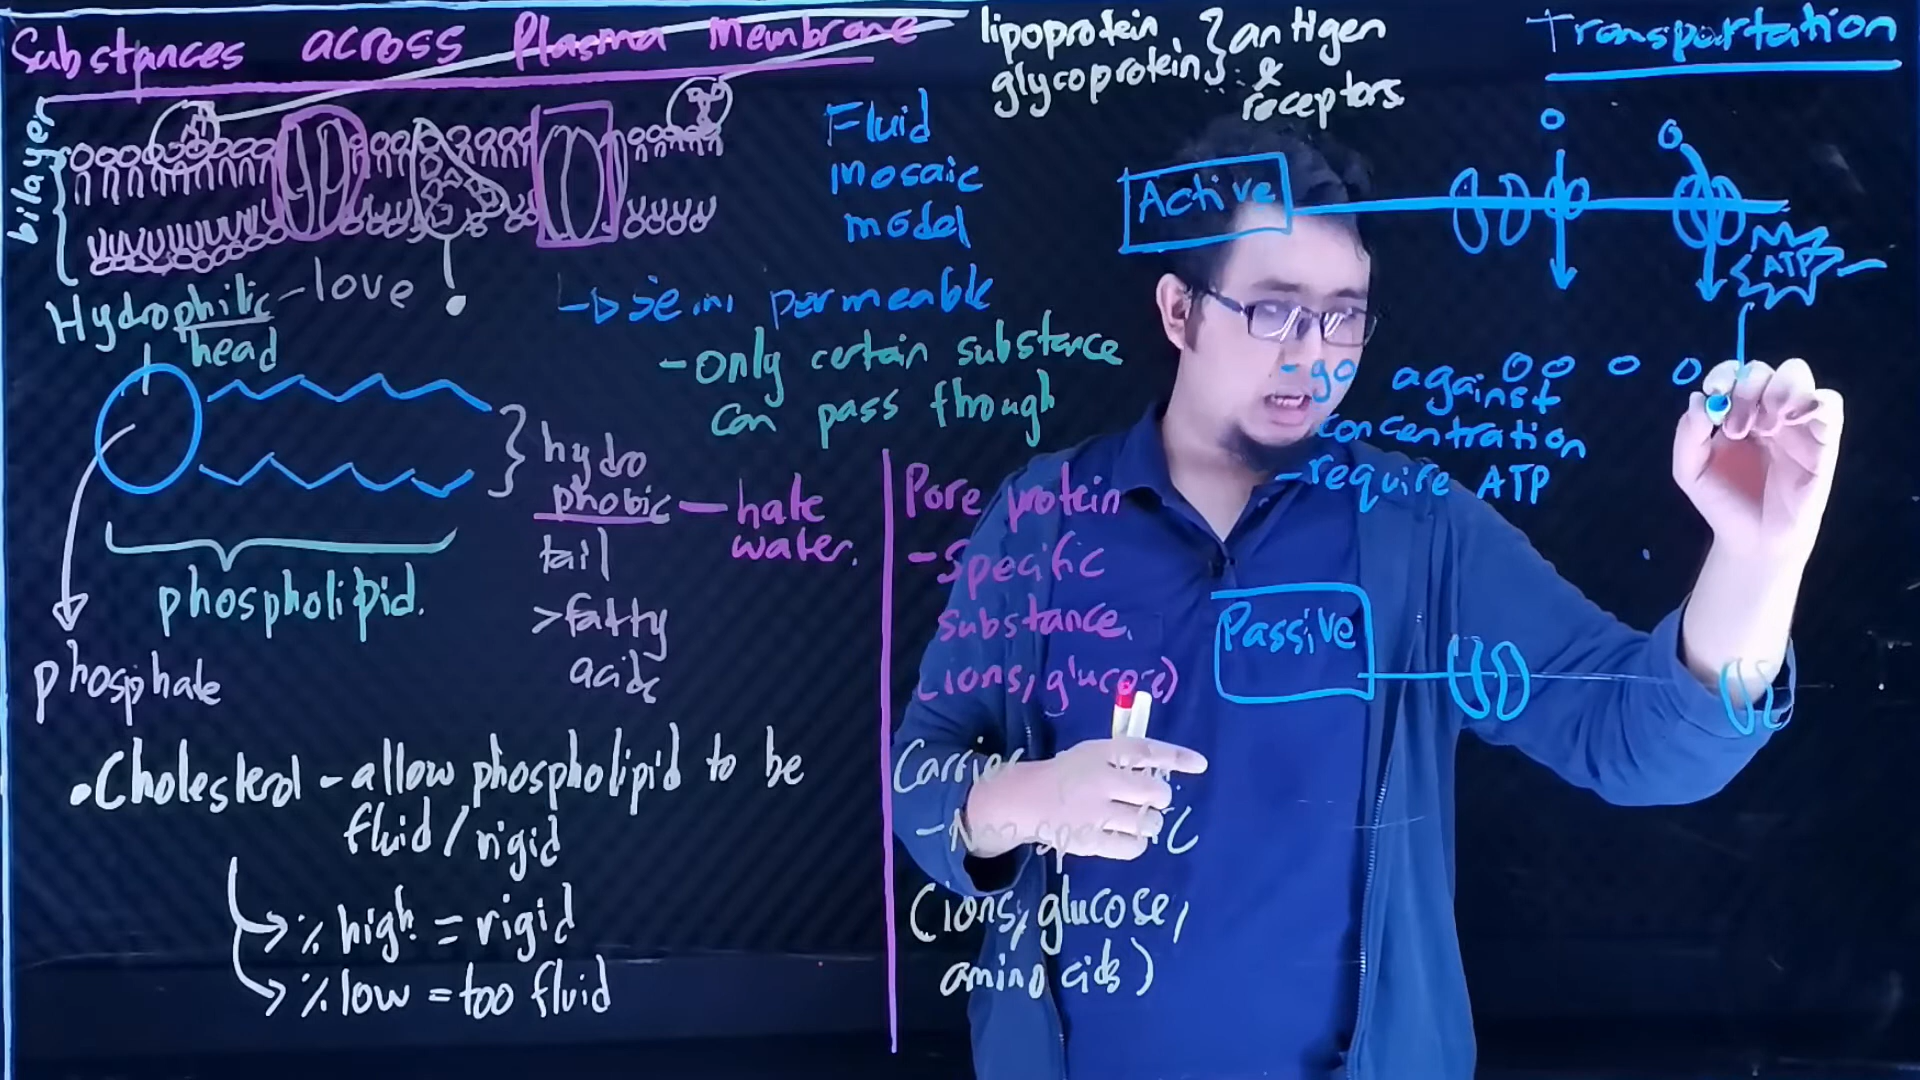 Substances across Plasma Membrane
bilayer
Hydrophilic - love
head
phosphate
phospholipid.
hydro
phobic - hate
water.
tail
>fatty
acids
• Cholesterol - allow phospholipid to be
fluid / rigid
% high = rigid
% low = too fluid
Fluid
mosaic
model
semi permeable
- only certain substance
can pass through
lipoprotein
glycoprotein
antigen
&
receptors
Pore protein
- Specific
substance.
(ions, glucose)
Carrier
(ions, glucose,
amino acids)
Transportation
Active
ATP
- go against
concentration
- require ATP
Passive